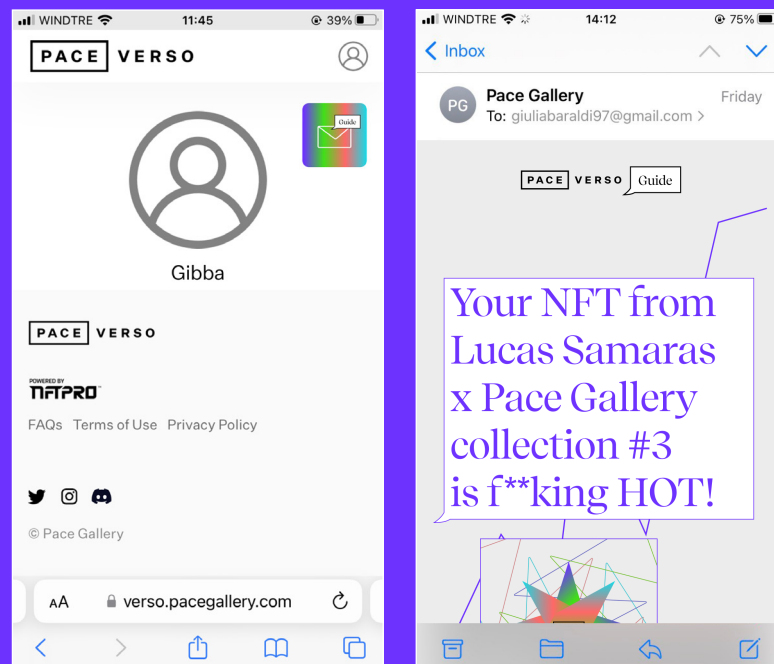 WINDTRE 11:45 39%
PACE VERSO
Guide
Gibba
PACE VERSO
POWERED BY
NFTPRO™
FAQs Terms of Use Privacy Policy
© Pace Gallery
AA verso.pacegallery.com
WINDTRE 14:12 75%
Inbox
PG
Pace Gallery Friday
To: giuliabaraldi97@gmail.com >
PACE VERSO Guide
Your NFT from
Lucas Samaras
x Pace Gallery
collection #3
is f**king HOT!